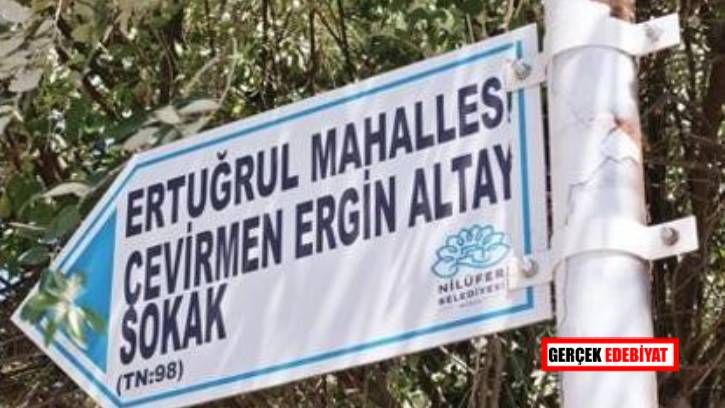 ERTUĞRUL MAHALLESİ
ÇEVİRMEN ERGİN ALTAY
SOKAK
(TN:98)
NİLÜFER
BELEDİYESİ
GERÇEK EDEBİYAT